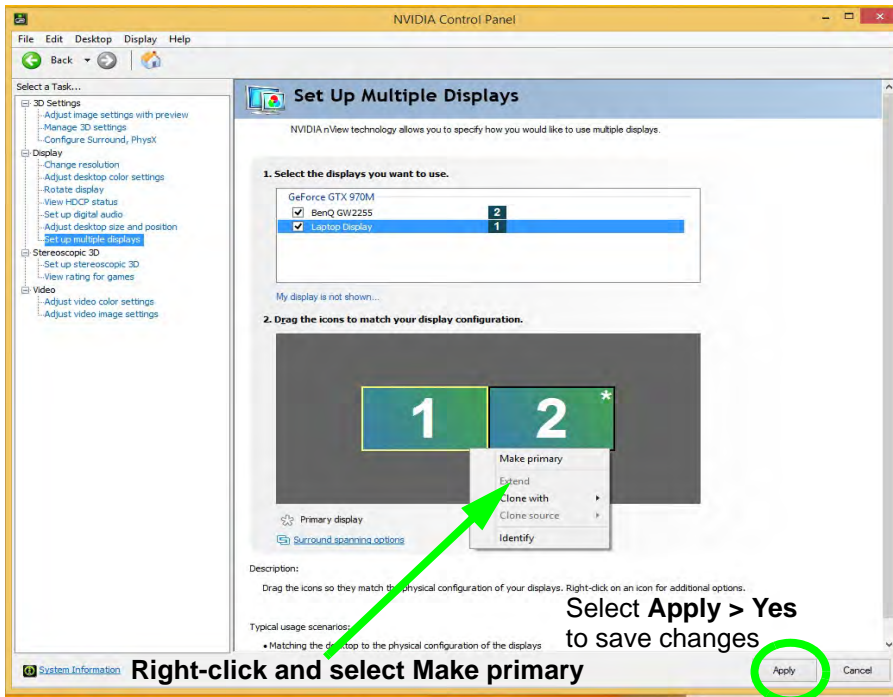 NVIDIA Control Panel
File Edit Desktop Display Help
Back
Select a Task...
3D Settings
Adjust image settings with preview
Manage 3D settings
Configure Surround, PhysX
Display
Change resolution
Adjust desktop color settings
Rotate display
View HDCP status
Set up digital audio
Adjust desktop size and position
Set up multiple displays
Stereoscopic 3D
Set up stereoscopic 3D
View rating for games
Video
Adjust video color settings
Adjust video image settings
Set Up Multiple Displays
NVIDIA nView technology allows you to specify how you would like to use multiple displays.
1. Select the displays you want to use.
GeForce GTX 970M
BenQ GW2255 2
Laptop Display 1
My display is not shown...
2. Drag the icons to match your display configuration.
1 2 *
Make primary
Extend
Clone with
Clone source
Identify
Primary display
Surround spanning options
Description:
Drag the icons so they match the physical configuration of your displays. Right-click on an icon for additional options.
Select Apply > Yes
to save changes
Typical usage scenarios:
• Matching the desktop to the physical configuration of the displays
System Information
Right-click and select Make primary
Apply Cancel